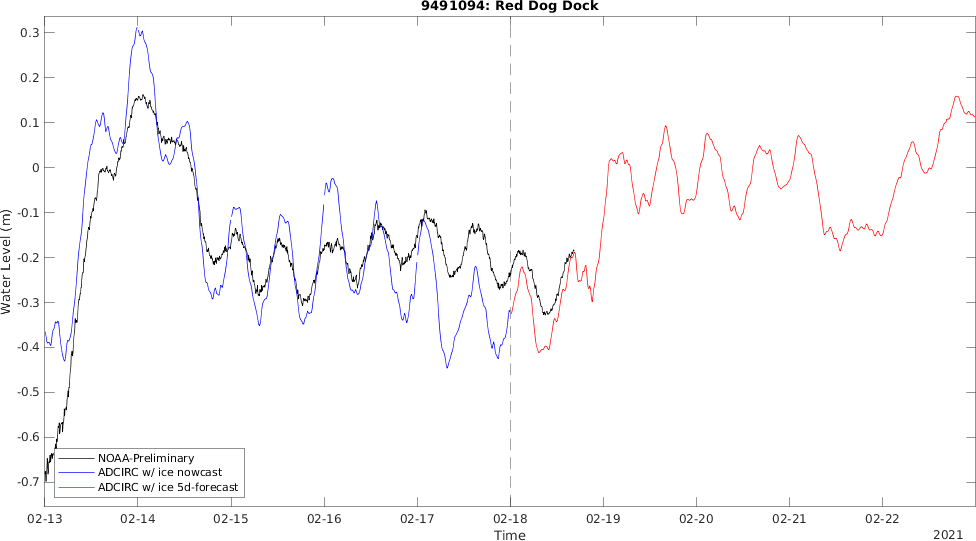 9491094: Red Dog Dock
0.3
0.2
0.1
0
-0.1
-0.2
-0.3
-0.4
-0.5
-0.6
-0.7
Water Level (m)
NOAA-Preliminary
ADCIRC w/ ice nowcast
ADCIRC w/ ice 5d-forecast
02-13 02-14 02-15 02-16 02-17 02-18 02-19 02-20 02-21 02-22
Time
2021